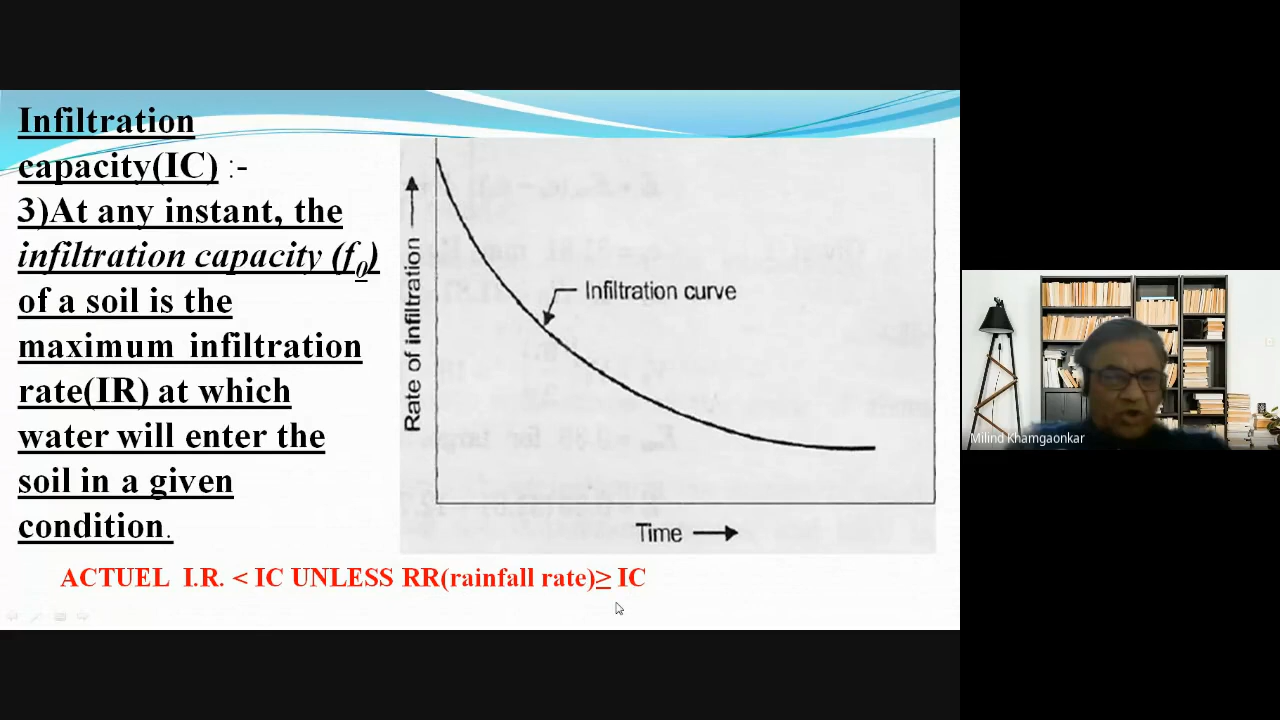 Infiltration
capacity(IC) :-
3)At any instant, the
infiltration capacity (f0)
of a soil is the
maximum infiltration
rate(IR) at which
water will enter the
soil in a given
condition.
Rate of infiltration
Infiltration curve
Time
ACTUEL I.R. < IC UNLESS RR(rainfall rate)≥ IC
Milind Khamgaonkar